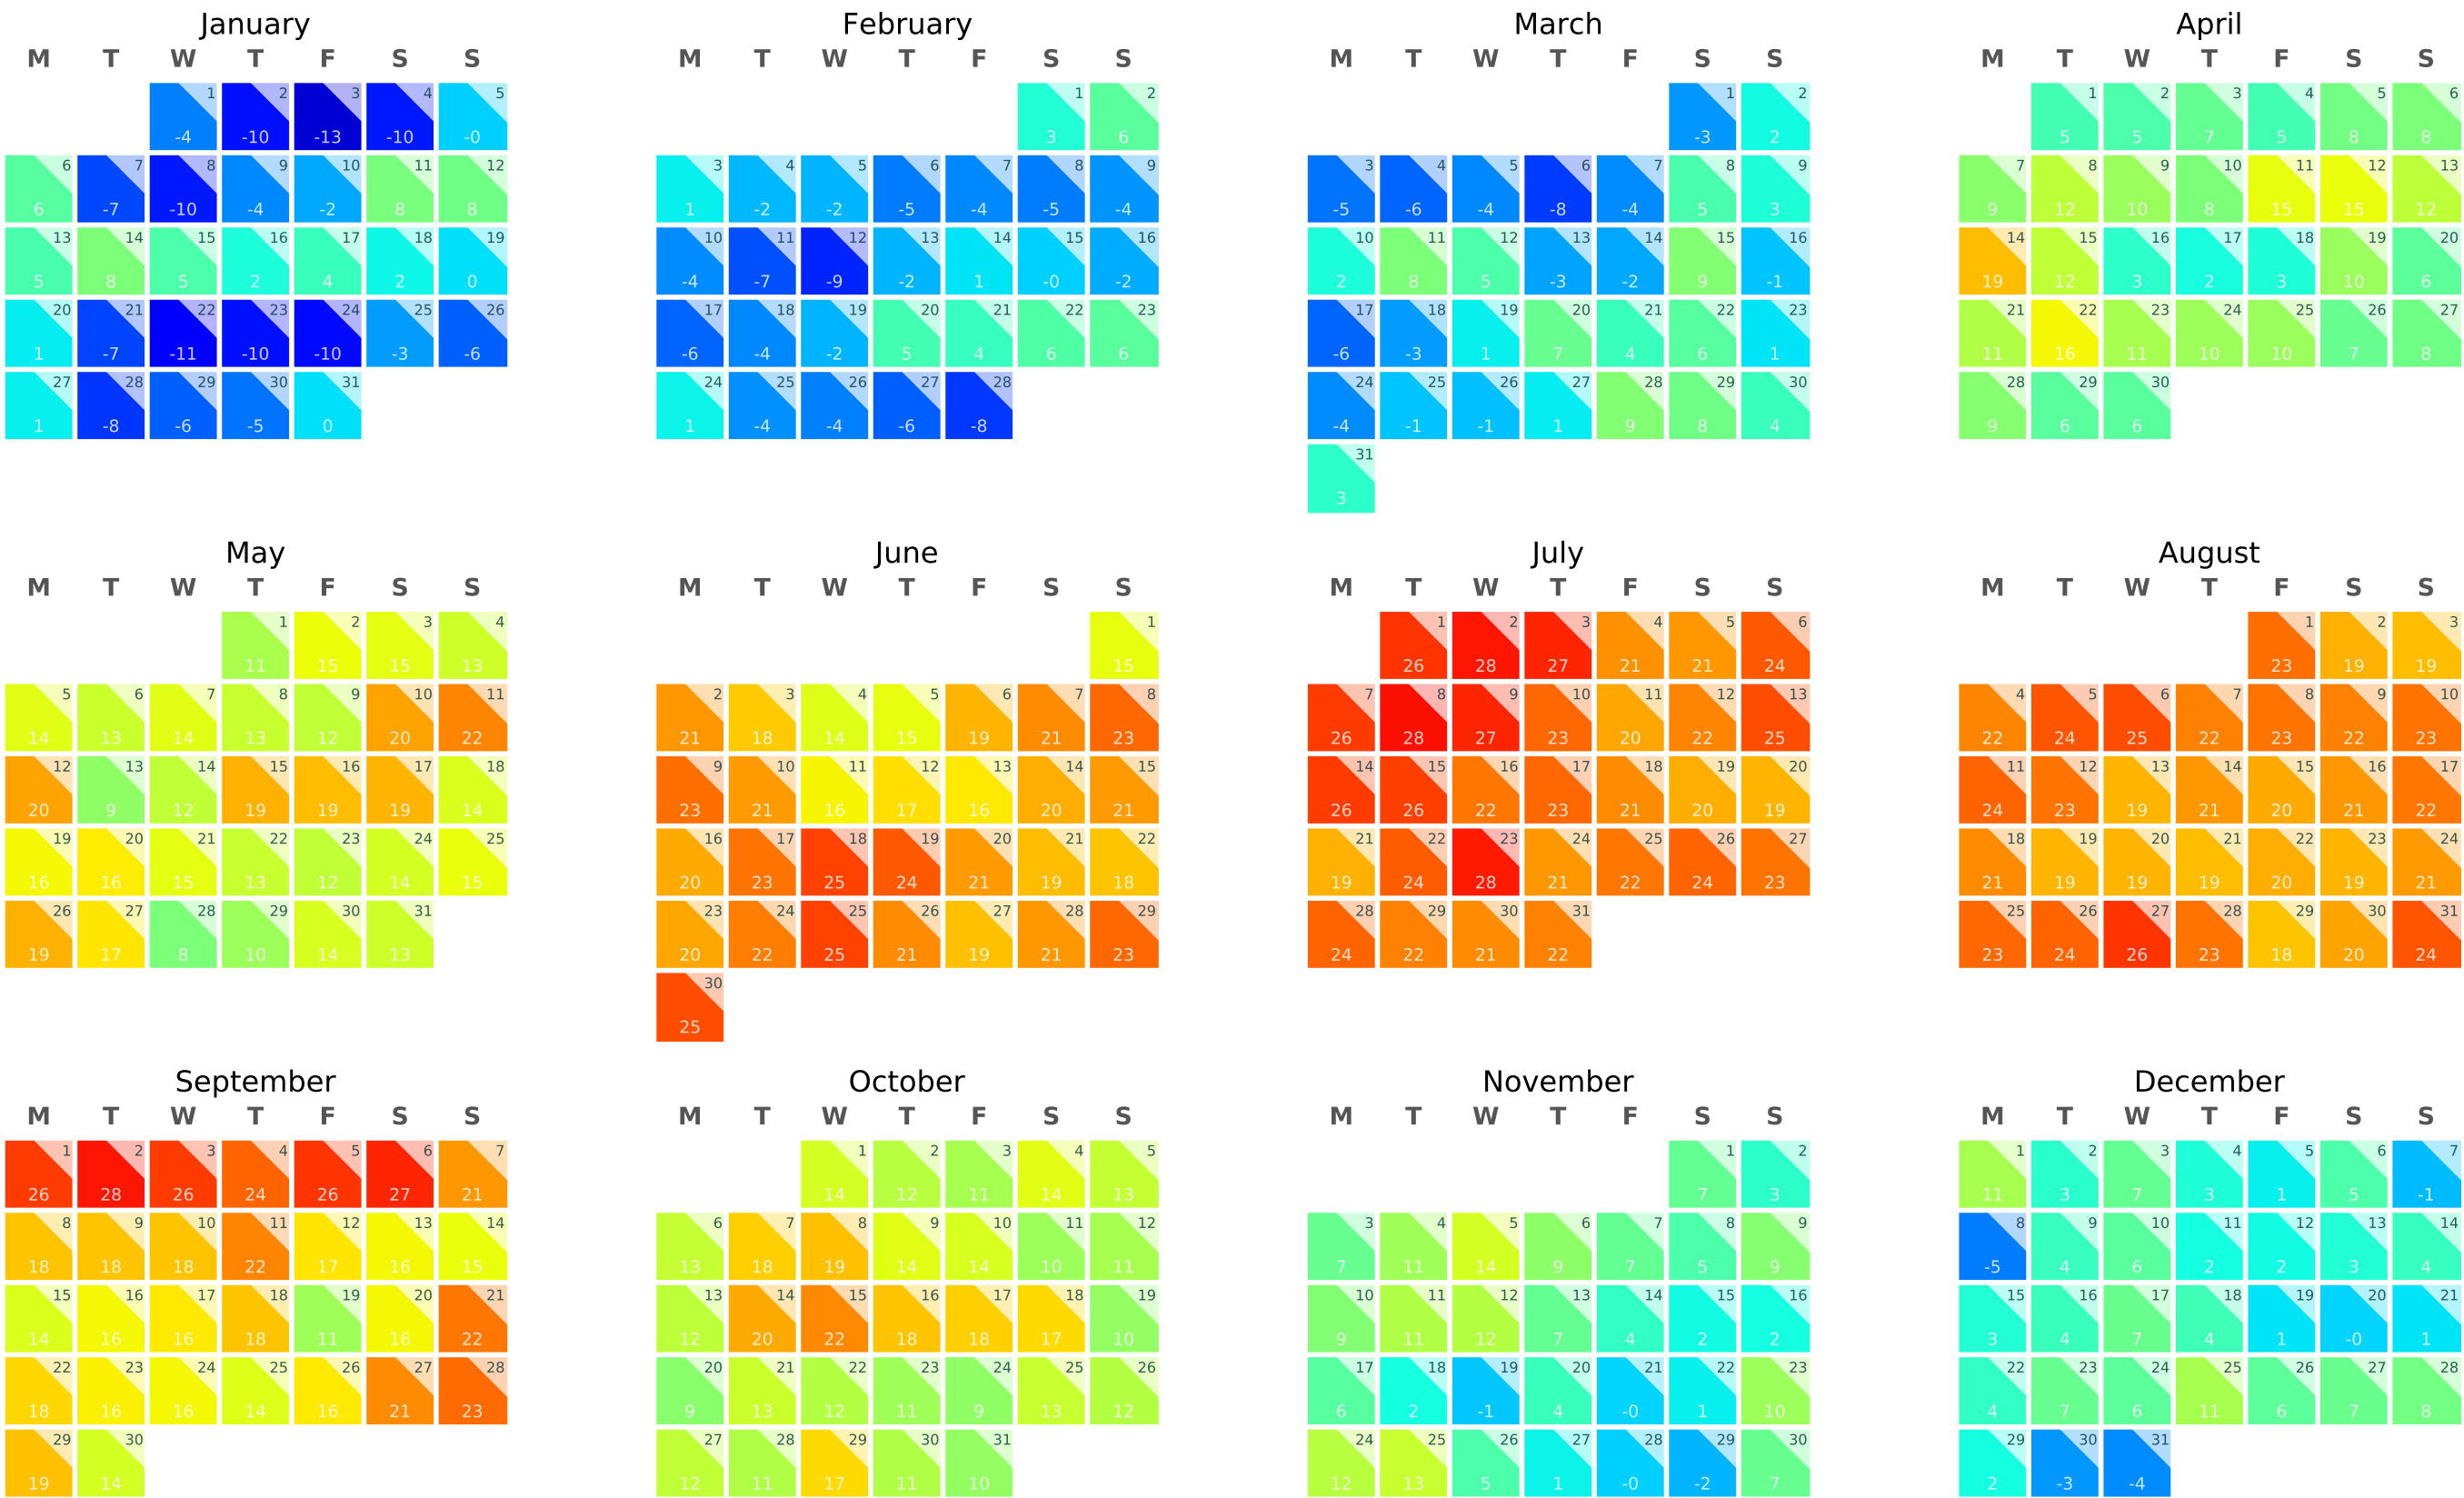 January February March April
M T W T F S S M T W T F S S M T W T F S S M T W T F S S
1 2 3 4 5 1 2 1 2 1 2 3 4 5 6
-4 -10 -13 -10 -0 3 6 -3 2 5 5 7 5 8 8
6 7 8 9 10 11 12 3 4 5 6 7 8 9 3 4 5 6 7 8 9 7 8 9 10 11 12 13
6 -7 -10 -4 -2 8 8 1 -2 -2 -5 -4 -5 -4 -5 -6 -4 -8 -4 5 3 9 12 10 8 15 15 12
13 14 15 16 17 18 19 10 11 12 13 14 15 16 10 11 12 13 14 15 16 14 15 16 17 18 19 20
5 8 5 2 4 2 0 -4 -7 -9 -2 1 -0 -2 2 8 5 -3 -2 9 -1 19 12 3 2 3 10 6
20 21 22 23 24 25 26 17 18 19 20 21 22 23 17 18 19 20 21 22 23 21 22 23 24 25 26 27
1 -7 -11 -10 -10 -3 -6 -6 -4 -2 5 4 6 6 -6 -3 1 7 4 6 1 11 16 11 10 10 7 8
27 28 29 30 31 24 25 26 27 28 24 25 26 27 28 29 30 28 29 30
1 -8 -6 -5 0 1 -4 -4 -6 -8 -4 -1 -1 1 9 8 4 9 6 6
31
3
May June July August
M T W T F S S M T W T F S S M T W T F S S M T W T F S S
1 2 3 4 1 1 2 3 4 5 6 1 2 3
11 15 15 13 15 26 28 27 21 21 24 23 19 19
5 6 7 8 9 10 11 2 3 4 5 6 7 8 7 8 9 10 11 12 13 4 5 6 7 8 9 10
14 13 14 13 12 20 22 21 18 14 15 19 21 23 26 28 27 23 20 22 25 22 24 25 22 23 22 23
12 13 14 15 16 17 18 9 10 11 12 13 14 15 14 15 16 17 18 19 20 11 12 13 14 15 16 17
20 9 12 19 19 19 14 23 21 16 17 16 20 21 26 26 22 23 21 20 19 24 23 19 21 20 21 22
19 20 21 22 23 24 25 16 17 18 19 20 21 22 21 22 23 24 25 26 27 18 19 20 21 22 23 24
16 16 15 13 12 14 15 20 23 25 24 21 19 18 19 24 28 21 22 24 23 21 19 19 19 20 19 21
26 27 28 29 30 31 23 24 25 26 27 28 29 28 29 30 31 25 26 27 28 29 30 31
19 17 8 10 14 13 20 22 25 21 19 21 23 24 22 21 22 23 24 26 23 18 20 24
30
25
September October November December
M T W T F S S M T W T F S S M T W T F S S M T W T F S S
1 2 3 4 5 6 7 1 2 3 4 5 1 2 1 2 3 4 5 6 7
26 28 26 24 26 27 21 14 12 11 14 13 7 3 11 3 7 3 1 5 -1
8 9 10 11 12 13 14 6 7 8 9 10 11 12 3 4 5 6 7 8 9 8 9 10 11 12 13 14
18 18 18 22 17 16 15 13 18 19 14 14 10 11 7 11 14 9 7 5 9 -5 4 6 2 2 3 4
15 16 17 18 19 20 21 13 14 15 16 17 18 19 10 11 12 13 14 15 16 15 16 17 18 19 20 21
14 16 16 18 11 16 22 12 20 22 18 18 17 10 9 11 12 7 4 2 2 3 4 7 4 1 -0 1
22 23 24 25 26 27 28 20 21 22 23 24 25 26 17 18 19 20 21 22 23 22 23 24 25 26 27 28
18 16 16 14 16 21 23 9 13 12 11 9 13 12 6 2 -1 4 -0 1 10 4 7 6 11 6 7 8
29 30 27 28 29 30 31 24 25 26 27 28 29 30 29 30 31
19 14 12 11 17 11 10 12 13 5 1 -0 -2 7 2 -3 -4